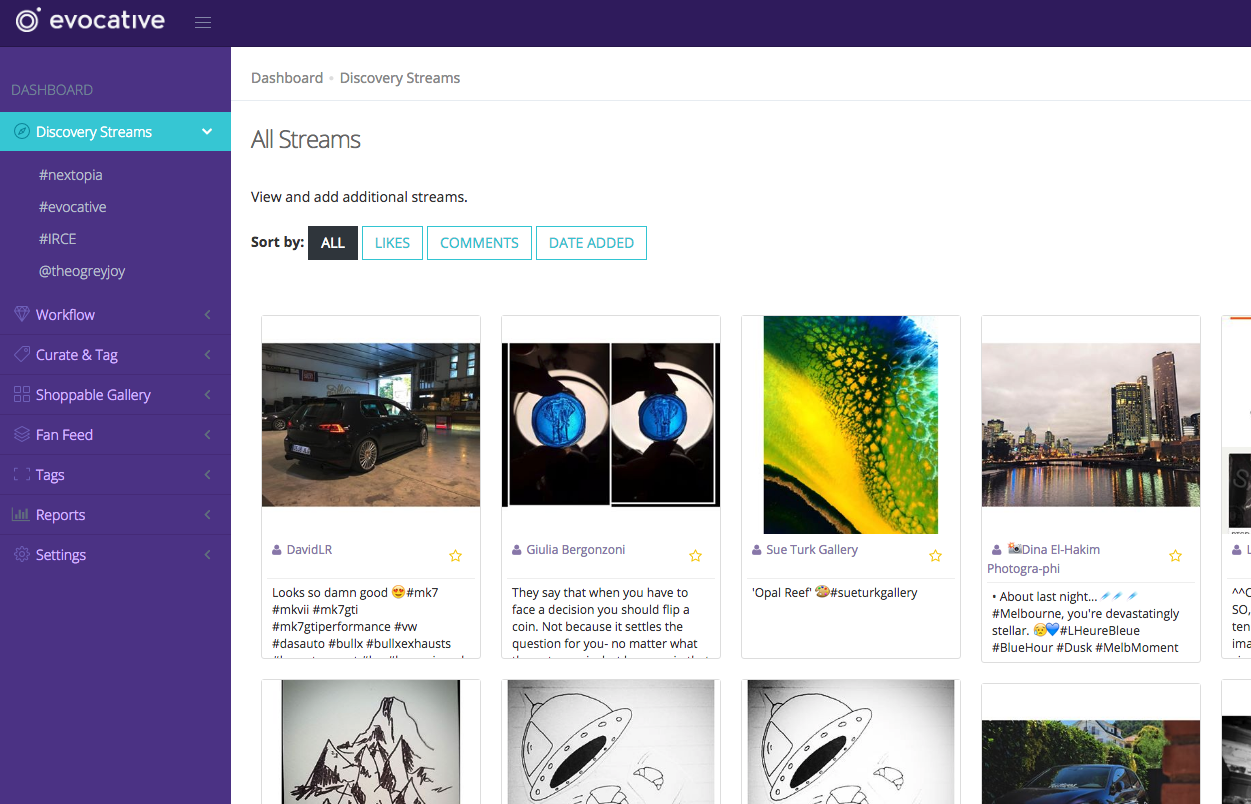 evocative
DASHBOARD
Discovery Streams
#nextopia
#evocative
#IRCE
@theogreyjoy
Workflow
Curate & Tag
Shoppable Gallery
Fan Feed
Tags
Reports
Settings
Dashboard • Discovery Streams
All Streams
View and add additional streams.
Sort by: ALL LIKES COMMENTS DATE ADDED
DavidLR
Looks so damn good 😍#mk7
#mkvii #mk7gti
#mk7gtiperformance #vw
#dasauto #bullx #bullxexhausts
Giulia Bergonzoni
They say that when you have to
face a decision you should flip a
coin. Not because it settles the
question for you- no matter what
Sue Turk Gallery
'Opal Reef' 🎨#sueturkgallery
📸Dina El-Hakim
Photogra-phi
• About last night... ☄☄☄
#Melbourne, you're devastatingly
stellar. 😥💙#LHeureBleue
#BlueHour #Dusk #MelbMoment
^^C
SO,
ten
ima